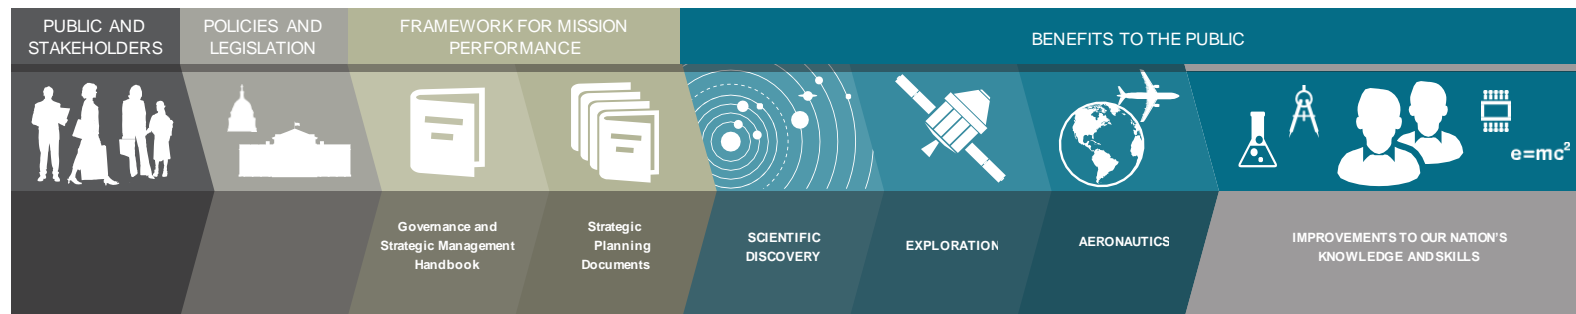 PUBLIC AND
STAKEHOLDERS
POLICIES AND
LEGISLATION
FRAMEWORK FOR MISSION
PERFORMANCE
BENEFITS TO THE PUBLIC
e=mc²
Governance and
Strategic Management
Handbook
Strategic
Planning
Documents
SCIENTIFIC
DISCOVERY
EXPLORATION
AERONAUTICS
IMPROVEMENTS TO OUR NATION'S
KNOWLEDGE AND SKILLS